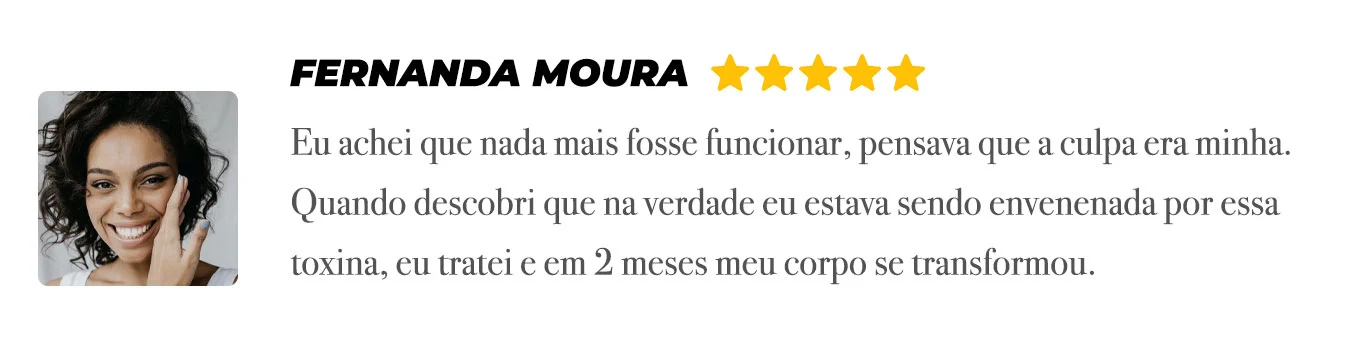 FERNANDA MOURA
Eu achei que nada mais fosse funcionar, pensava que a culpa era minha.
Quando descobri que na verdade eu estava sendo envenenada por essa
toxina, eu tratei e em 2 meses meu corpo se transformou.